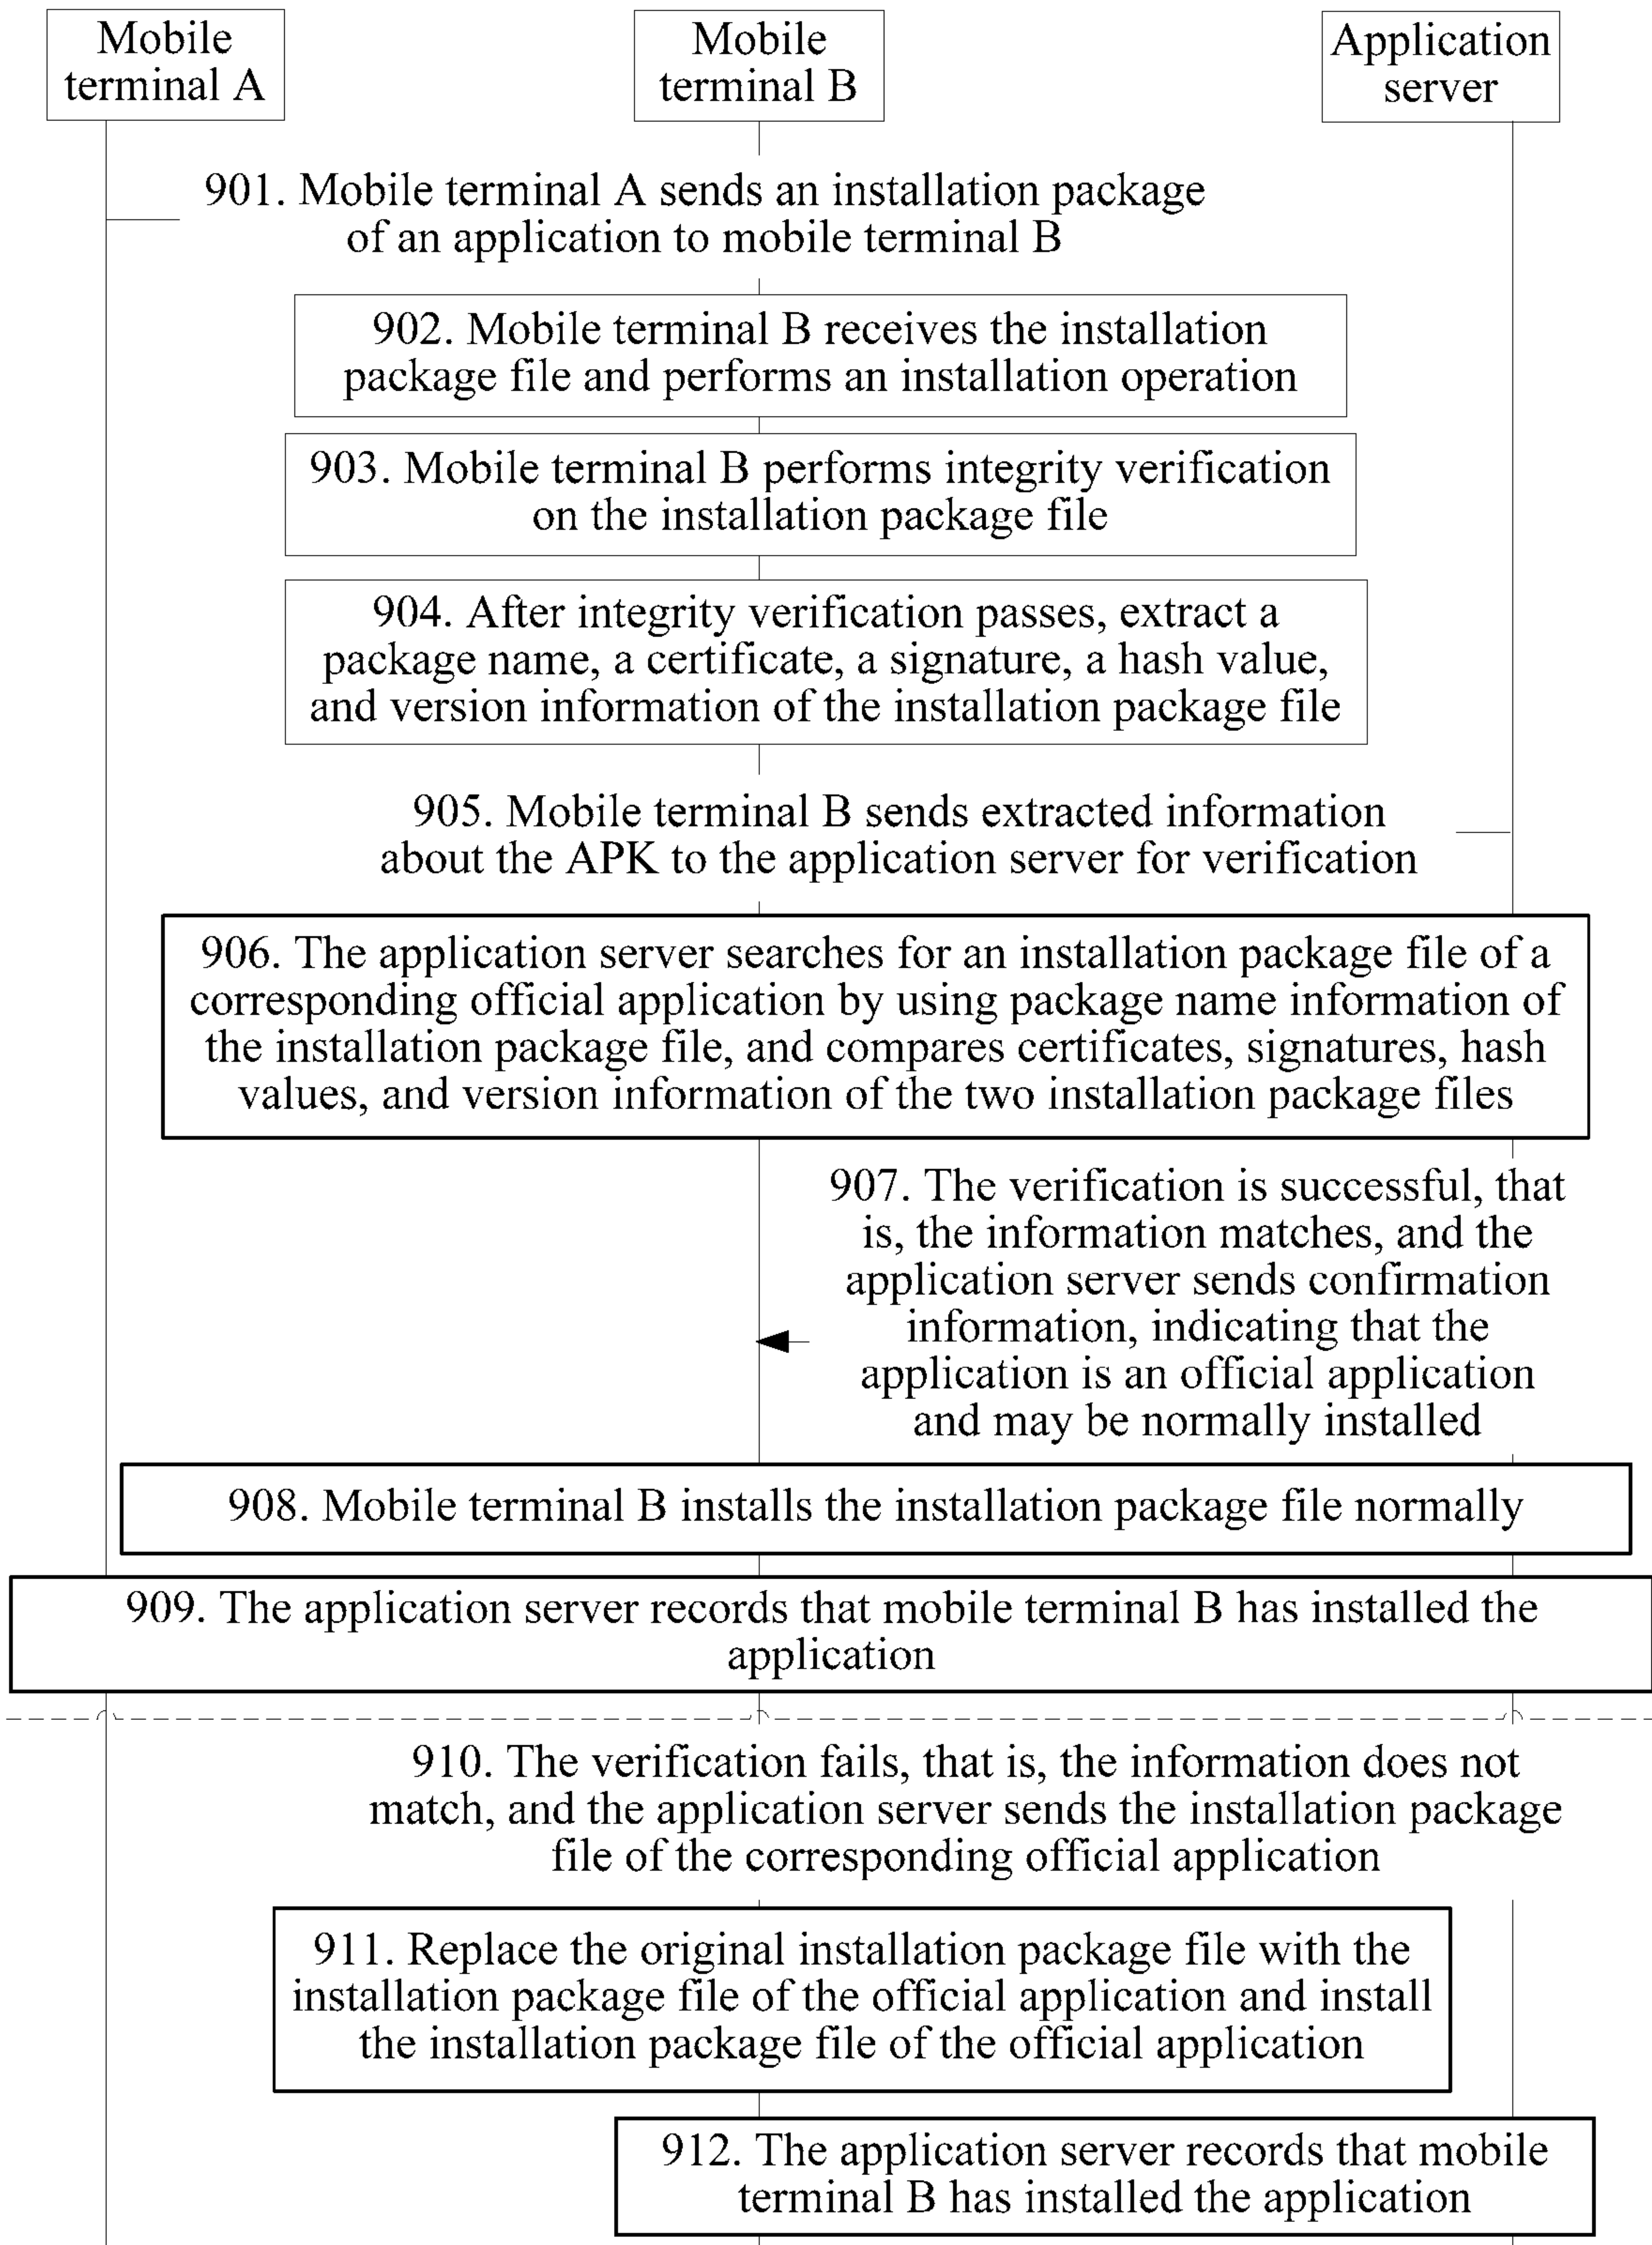 Mobile
terminal A
Mobile
terminal B
Application
server
901. Mobile terminal A sends an installation package
of an application to mobile terminal B
902. Mobile terminal B receives the installation
package file and performs an installation operation
903. Mobile terminal B performs integrity verification
on the installation package file
904. After integrity verification passes, extract a
package name, a certificate, a signature, a hash value,
and version information of the installation package file
905. Mobile terminal B sends extracted information
about the APK to the application server for verification
906. The application server searches for an installation package file of a
corresponding official application by using package name information of
the installation package file, and compares certificates, signatures, hash
values, and version information of the two installation package files
907. The verification is successful, that
is, the information matches, and the
application server sends confirmation
information, indicating that the
application is an official application
and may be normally installed
908. Mobile terminal B installs the installation package file normally
909. The application server records that mobile terminal B has installed the
application
910. The verification fails, that is, the information does not
match, and the application server sends the installation package
file of the corresponding official application
911. Replace the original installation package file with the
installation package file of the official application and install
the installation package file of the official application
912. The application server records that mobile
terminal B has installed the application